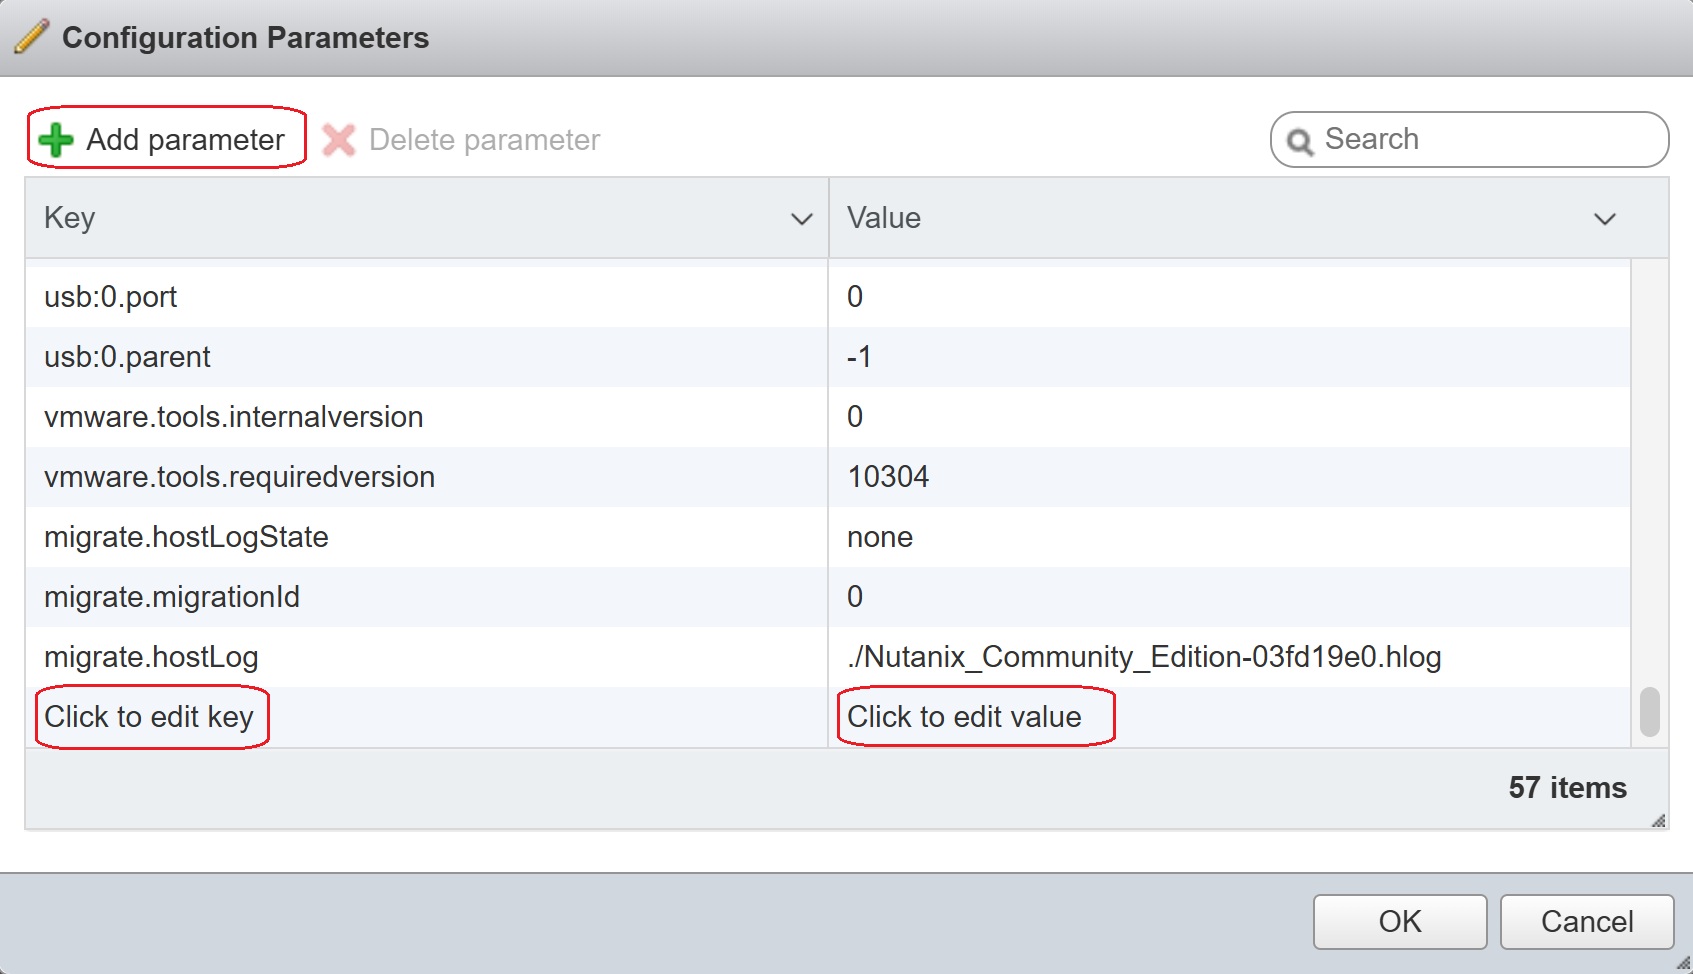 Configuration Parameters
Add parameter Delete parameter Search
Key Value
usb:0.port 0
usb:0.parent -1
vmware.tools.internalversion 0
vmware.tools.requiredversion 10304
migrate.hostLogState none
migrate.migrationId 0
migrate.hostLog ./Nutanix_Community_Edition-03fd19e0.hlog
Click to edit key Click to edit value
57 items
OK Cancel